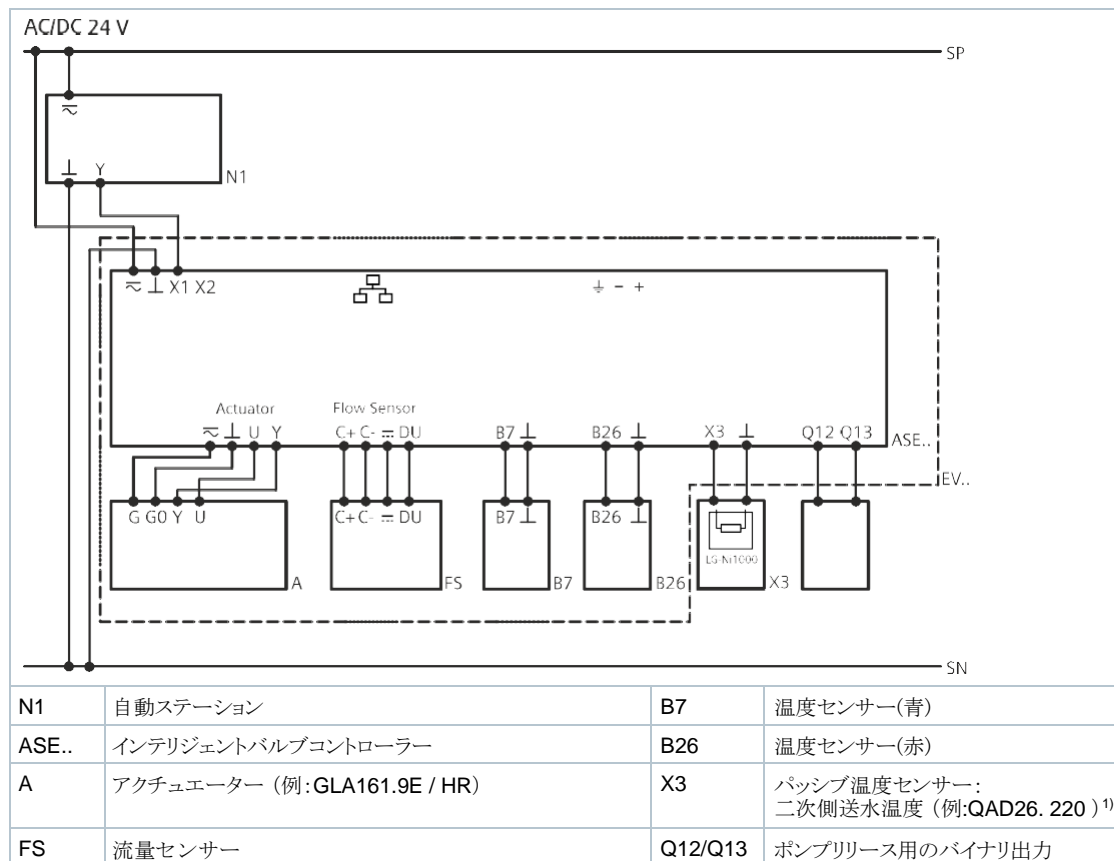 AC/DC 24 V
SP
⊥ Y
N1
⊥ X1 X2
⏚ - +
Actuator Flow Sensor
⊥ U Y C+ C- ⎓ DU B7 ⊥ B26 ⊥ X3 ⊥ Q12 Q13
ASE..
EV..
G G0 Y U C+ C- ⎓ DU B7 ⊥ B26 ⊥
LG-Ni1000
A FS B7 B26 X3
SN
N1 自動ステーション B7 温度センサー(青)
ASE.. インテリジェントバルブコントローラー B26 温度センサー(赤)
A アクチュエーター (例:GLA161.9E / HR) X3 パッシブ温度センサー:
二次側送水温度 (例:QAD26. 220 )1)
FS 流量センサー Q12/Q13 ポンプリリース用のバイナリ出力